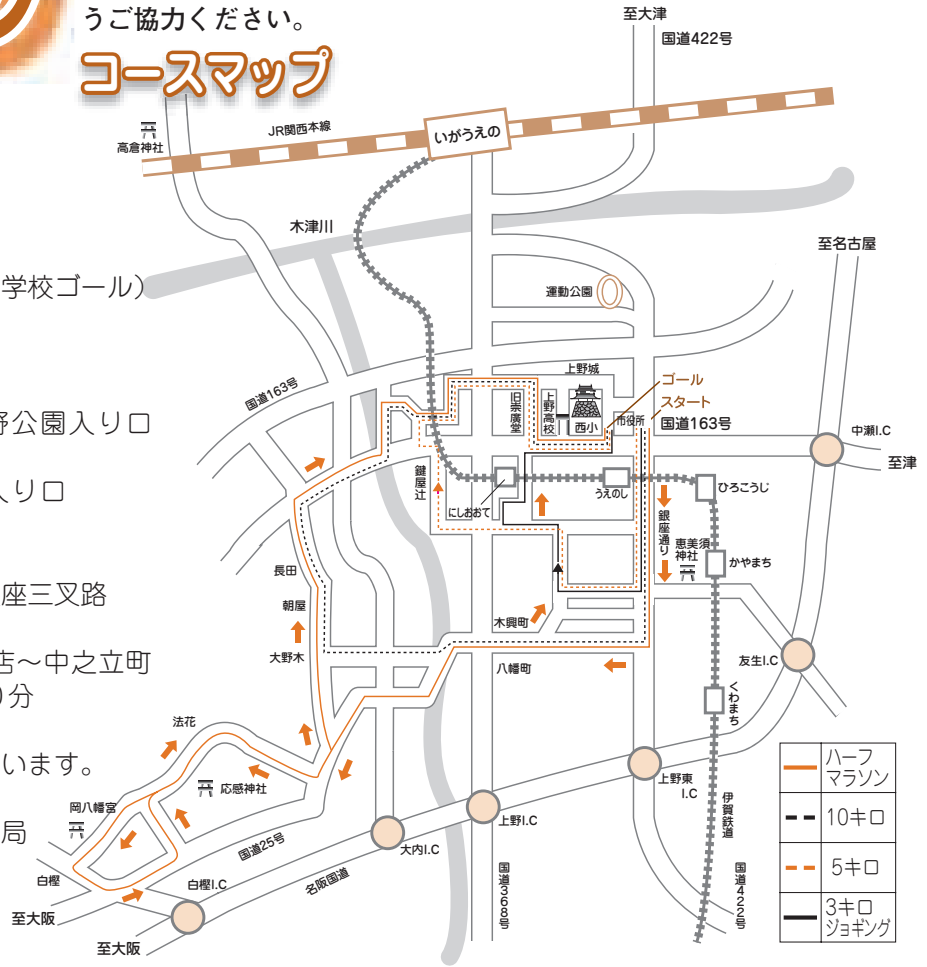 うご協力ください。
コースマップ
学校ゴール)
野公園入り口
入り口
座三叉路
店～中之立町
分
います。
局
至大津
国道422号
JR関西本線
いがうえの
高倉神社
木津川
至名古屋
運動公園
国道163号
上野城
ゴール
スタート
旧崇廣堂
上野高校
西小
市役所
国道163号
中瀬I.C
至津
鍵屋辻
にしおおて
うえのし
ひろこうじ
銀座通り
恵美須
神社
かやまち
長田
朝屋
大野木
木興町
八幡町
友生I.C
くわまち
法花
応感神社
岡八幡宮
白樫
至大阪
国道25号
白樫I.C
至大阪
名阪国道
大内I.C
上野I.C
上野東
I.C
伊賀鉄道
国道368号
国道422号
ハーフ
マラソン
10キロ
5キロ
3キロ
ジョギング